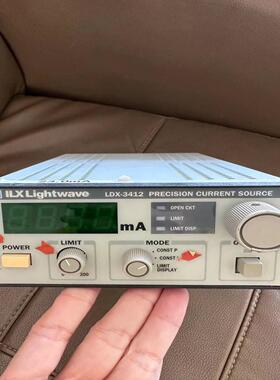 ILX Lightwave LDX-3412 PRECISION CURRENT SOURCE
OPEN CKT
LIMIT
LIMIT DISP
mA
POWER
LIMIT
MODE
CONST P
CONST I
LIMIT
DISPLAY
200